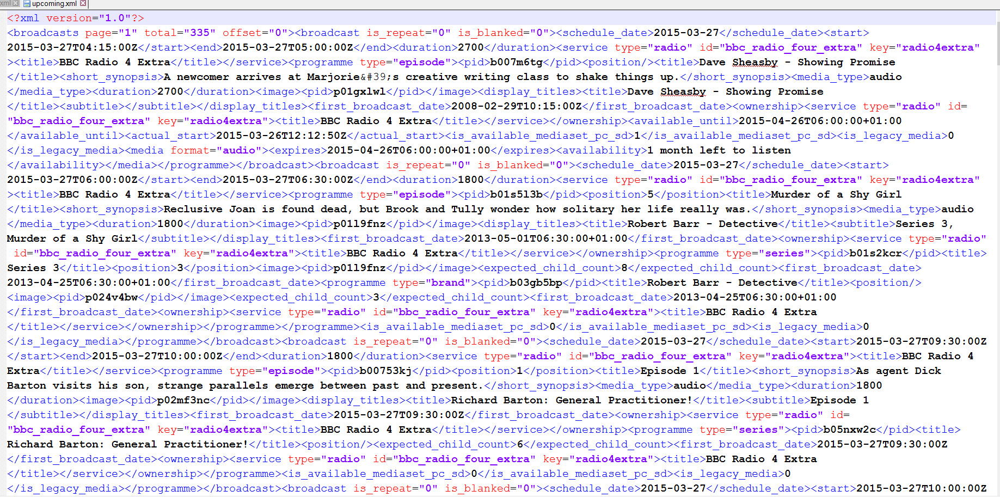 xml
upcoming.xml
<?xml version="1.0"?>
<broadcasts page="1" total="335" offset="0"><broadcast is_repeat="0" is_blanked="0"><schedule_date>2015-03-27</schedule_date><start>
2015-03-27T04:15:00Z</start><end>2015-03-27T05:00:00Z</end><duration>2700</duration><service type="radio" id="bbc_radio_four_extra" key="radio4extra"
><title>BBC Radio 4 Extra</title></service><programme type="episode"><pid>b007m6tg</pid><position/><title>Dave Sheasby - Showing Promise
</title><short_synopsis>A newcomer arrives at Marjorie&#39;s creative writing class to shake things up.</short_synopsis><media_type>audio
</media_type><duration>2700</duration><image><pid>p01gxlwl</pid></image><display_titles><title>Dave Sheasby - Showing Promise
</title><subtitle></subtitle></display_titles><first_broadcast_date>2008-02-29T10:15:00Z</first_broadcast_date><ownership><service type="radio" id=
"bbc_radio_four_extra" key="radio4extra"><title>BBC Radio 4 Extra</title></service></ownership><available_until>2015-04-26T06:00:00+01:00
</available_until><actual_start>2015-03-26T12:12:50Z</actual_start><is_available_mediaset_pc_sd>1</is_available_mediaset_pc_sd><is_legacy_media>0
</is_legacy_media><media format="audio"><expires>2015-04-26T06:00:00+01:00</expires><availability>1 month left to listen
</availability></media></programme></broadcast><broadcast is_repeat="0" is_blanked="0"><schedule_date>2015-03-27</schedule_date><start>
2015-03-27T06:00:00Z</start><end>2015-03-27T06:30:00Z</end><duration>1800</duration><service type="radio" id="bbc_radio_four_extra" key="radio4extra"
><title>BBC Radio 4 Extra</title></service><programme type="episode"><pid>b01s5l3b</pid><position>5</position><title>Murder of a Shy Girl
</title><short_synopsis>Reclusive Joan is found dead, but Brook and Tully wonder how solitary her life really was.</short_synopsis><media_type>audio
</media_type><duration>1800</duration><image><pid>p01l9fnz</pid></image><display_titles><title>Robert Barr - Detective</title><subtitle>Series 3,
Murder of a Shy Girl</subtitle></display_titles><first_broadcast_date>2013-05-01T06:30:00+01:00</first_broadcast_date><ownership><service type="radio"
id="bbc_radio_four_extra" key="radio4extra"><title>BBC Radio 4 Extra</title></service></ownership><programme type="series"><pid>b01s2kcr</pid><title>
Series 3</title><position>3</position><image><pid>p01l9fnz</pid></image><expected_child_count>8</expected_child_count><first_broadcast_date>
2013-04-25T06:30:00+01:00</first_broadcast_date><programme type="brand"><pid>b03gb5bp</pid><title>Robert Barr - Detective</title><position/>
<image><pid>p024v4bw</pid></image><expected_child_count>3</expected_child_count><first_broadcast_date>2013-04-25T06:30:00+01:00
</first_broadcast_date><ownership><service type="radio" id="bbc_radio_four_extra" key="radio4extra"><title>BBC Radio 4 Extra
</title></service></ownership></programme></programme><is_available_mediaset_pc_sd>0</is_available_mediaset_pc_sd><is_legacy_media>0
</is_legacy_media></programme></broadcast><broadcast is_repeat="0" is_blanked="0"><schedule_date>2015-03-27</schedule_date><start>2015-03-27T09:30:00Z
</start><end>2015-03-27T10:00:00Z</end><duration>1800</duration><service type="radio" id="bbc_radio_four_extra" key="radio4extra"><title>BBC Radio 4
Extra</title></service><programme type="episode"><pid>b00753kj</pid><position>1</position><title>Episode 1</title><short_synopsis>As agent Dick
Barton visits his son, strange parallels emerge between past and present.</short_synopsis><media_type>audio</media_type><duration>1800
</duration><image><pid>p02mf3nc</pid></image><display_titles><title>Richard Barton: General Practitioner!</title><subtitle>Episode 1
</subtitle></display_titles><first_broadcast_date>2015-03-27T09:30:00Z</first_broadcast_date><ownership><service type="radio" id=
"bbc_radio_four_extra" key="radio4extra"><title>BBC Radio 4 Extra</title></service></ownership><programme type="series"><pid>b05nxw2c</pid><title>
Richard Barton: General Practitioner!</title><position/><expected_child_count>6</expected_child_count><first_broadcast_date>2015-03-27T09:30:00Z
</first_broadcast_date><ownership><service type="radio" id="bbc_radio_four_extra" key="radio4extra"><title>BBC Radio 4 Extra
</title></service></ownership></programme><is_available_mediaset_pc_sd>0</is_available_mediaset_pc_sd><is_legacy_media>0
</is_legacy_media></programme></broadcast><broadcast is_repeat="0" is_blanked="0"><schedule_date>2015-03-27</schedule_date><start>2015-03-27T10:00:00Z